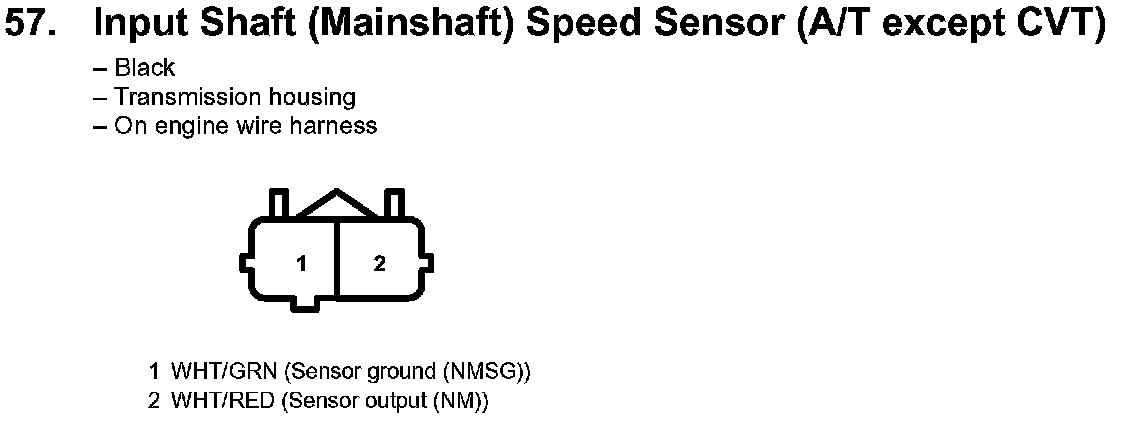 57. Input Shaft (Mainshaft) Speed Sensor (A/T except CVT)
– Black
– Transmission housing
– On engine wire harness
1 2
1 WHT/GRN (Sensor ground (NMSG))
2 WHT/RED (Sensor output (NM))